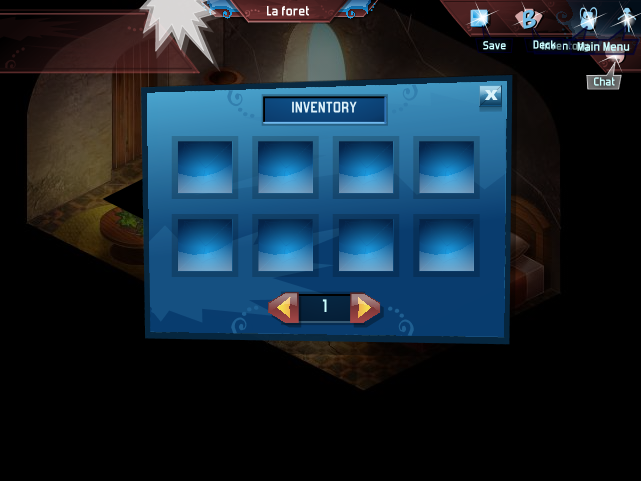 La foret
Save
Deck
Main Menu
Chat
INVENTORY
X
1